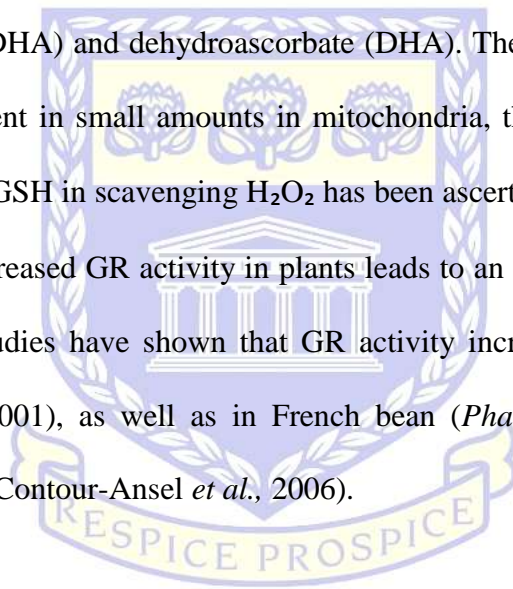 DHA) and dehydroascorbate (DHA). The
ent in small amounts in mitochondria, th
GSH in scavenging H₂O₂ has been ascert
reased GR activity in plants leads to an
udies have shown that GR activity incr
001), as well as in French bean (Pha
Contour-Ansel et al., 2006).
RESPICE PROSPICE